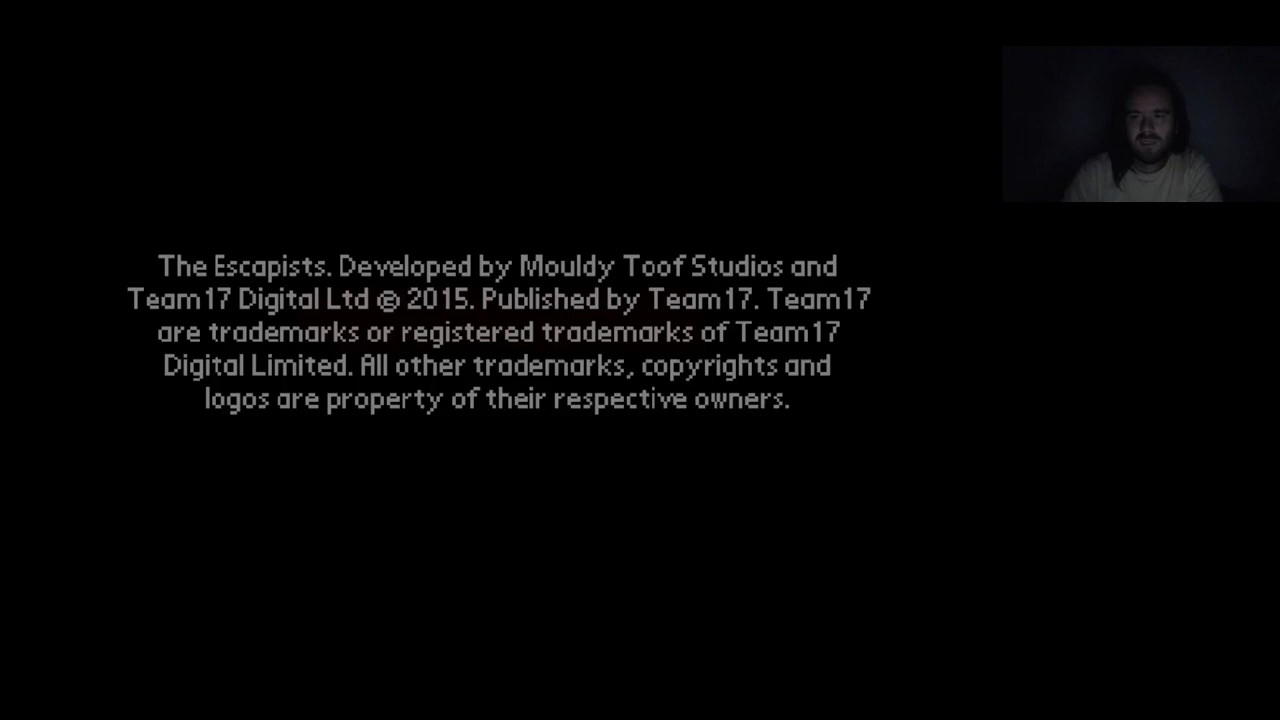 The Escapists. Developed by Mouldy Toof Studios and
Team17 Digital Ltd © 2015. Published by Team17. Team17
are trademarks or registered trademarks of Team17
Digital Limited. All other trademarks, copyrights and
logos are property of their respective owners.